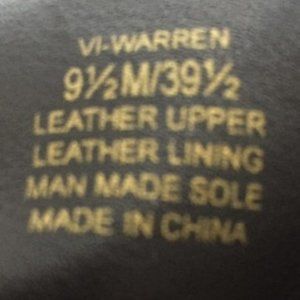 VI-WARREN
9½M/39½
LEATHER UPPER
LEATHER LINING
MAN MADE SOLE
MADE IN CHINA